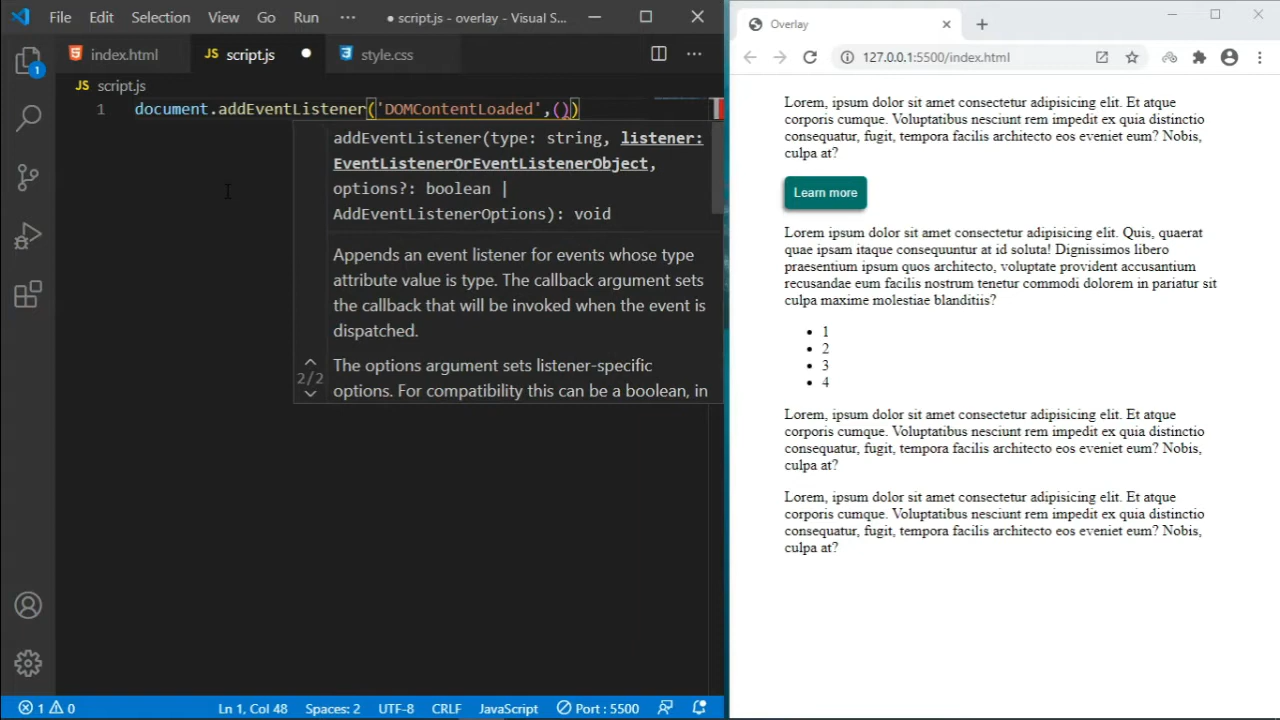 File Edit Selection View Go Run ··· ● script.js - overlay - Visual S...
index.html JS script.js ● style.css ···
JS script.js
1 document.addEventListener('DOMContentLoaded',())
addEventListener(type: string, listener:
EventListenerOrEventListenerObject,
options?: boolean |
AddEventListenerOptions): void
Appends an event listener for events whose type
attribute value is type. The callback argument sets
the callback that will be invoked when the event is
dispatched.
2/2
The options argument sets listener-specific
options. For compatibility this can be a boolean, in
1
1 0 Ln 1, Col 48 Spaces: 2 UTF-8 CRLF JavaScript Port : 5500
Overlay
127.0.0.1:5500/index.html
Lorem, ipsum dolor sit amet consectetur adipisicing elit. Et atque
corporis cumque. Voluptatibus nesciunt rem impedit ex quia distinctio
consequatur, fugit, tempora facilis architecto eos eveniet eum? Nobis,
culpa at?
Learn more
Lorem ipsum dolor sit amet consectetur adipisicing elit. Quis, quaerat
quae ipsam itaque consequuntur at id soluta! Dignissimos libero
praesentium ipsum quos architecto, voluptate provident accusantium
recusandae eum facilis nostrum tenetur commodi dolorem in pariatur sit
culpa maxime molestiae blanditiis?
• 1
• 2
• 3
• 4
Lorem, ipsum dolor sit amet consectetur adipisicing elit. Et atque
corporis cumque. Voluptatibus nesciunt rem impedit ex quia distinctio
consequatur, fugit, tempora facilis architecto eos eveniet eum? Nobis,
culpa at?
Lorem, ipsum dolor sit amet consectetur adipisicing elit. Et atque
corporis cumque. Voluptatibus nesciunt rem impedit ex quia distinctio
consequatur, fugit, tempora facilis architecto eos eveniet eum? Nobis,
culpa at?